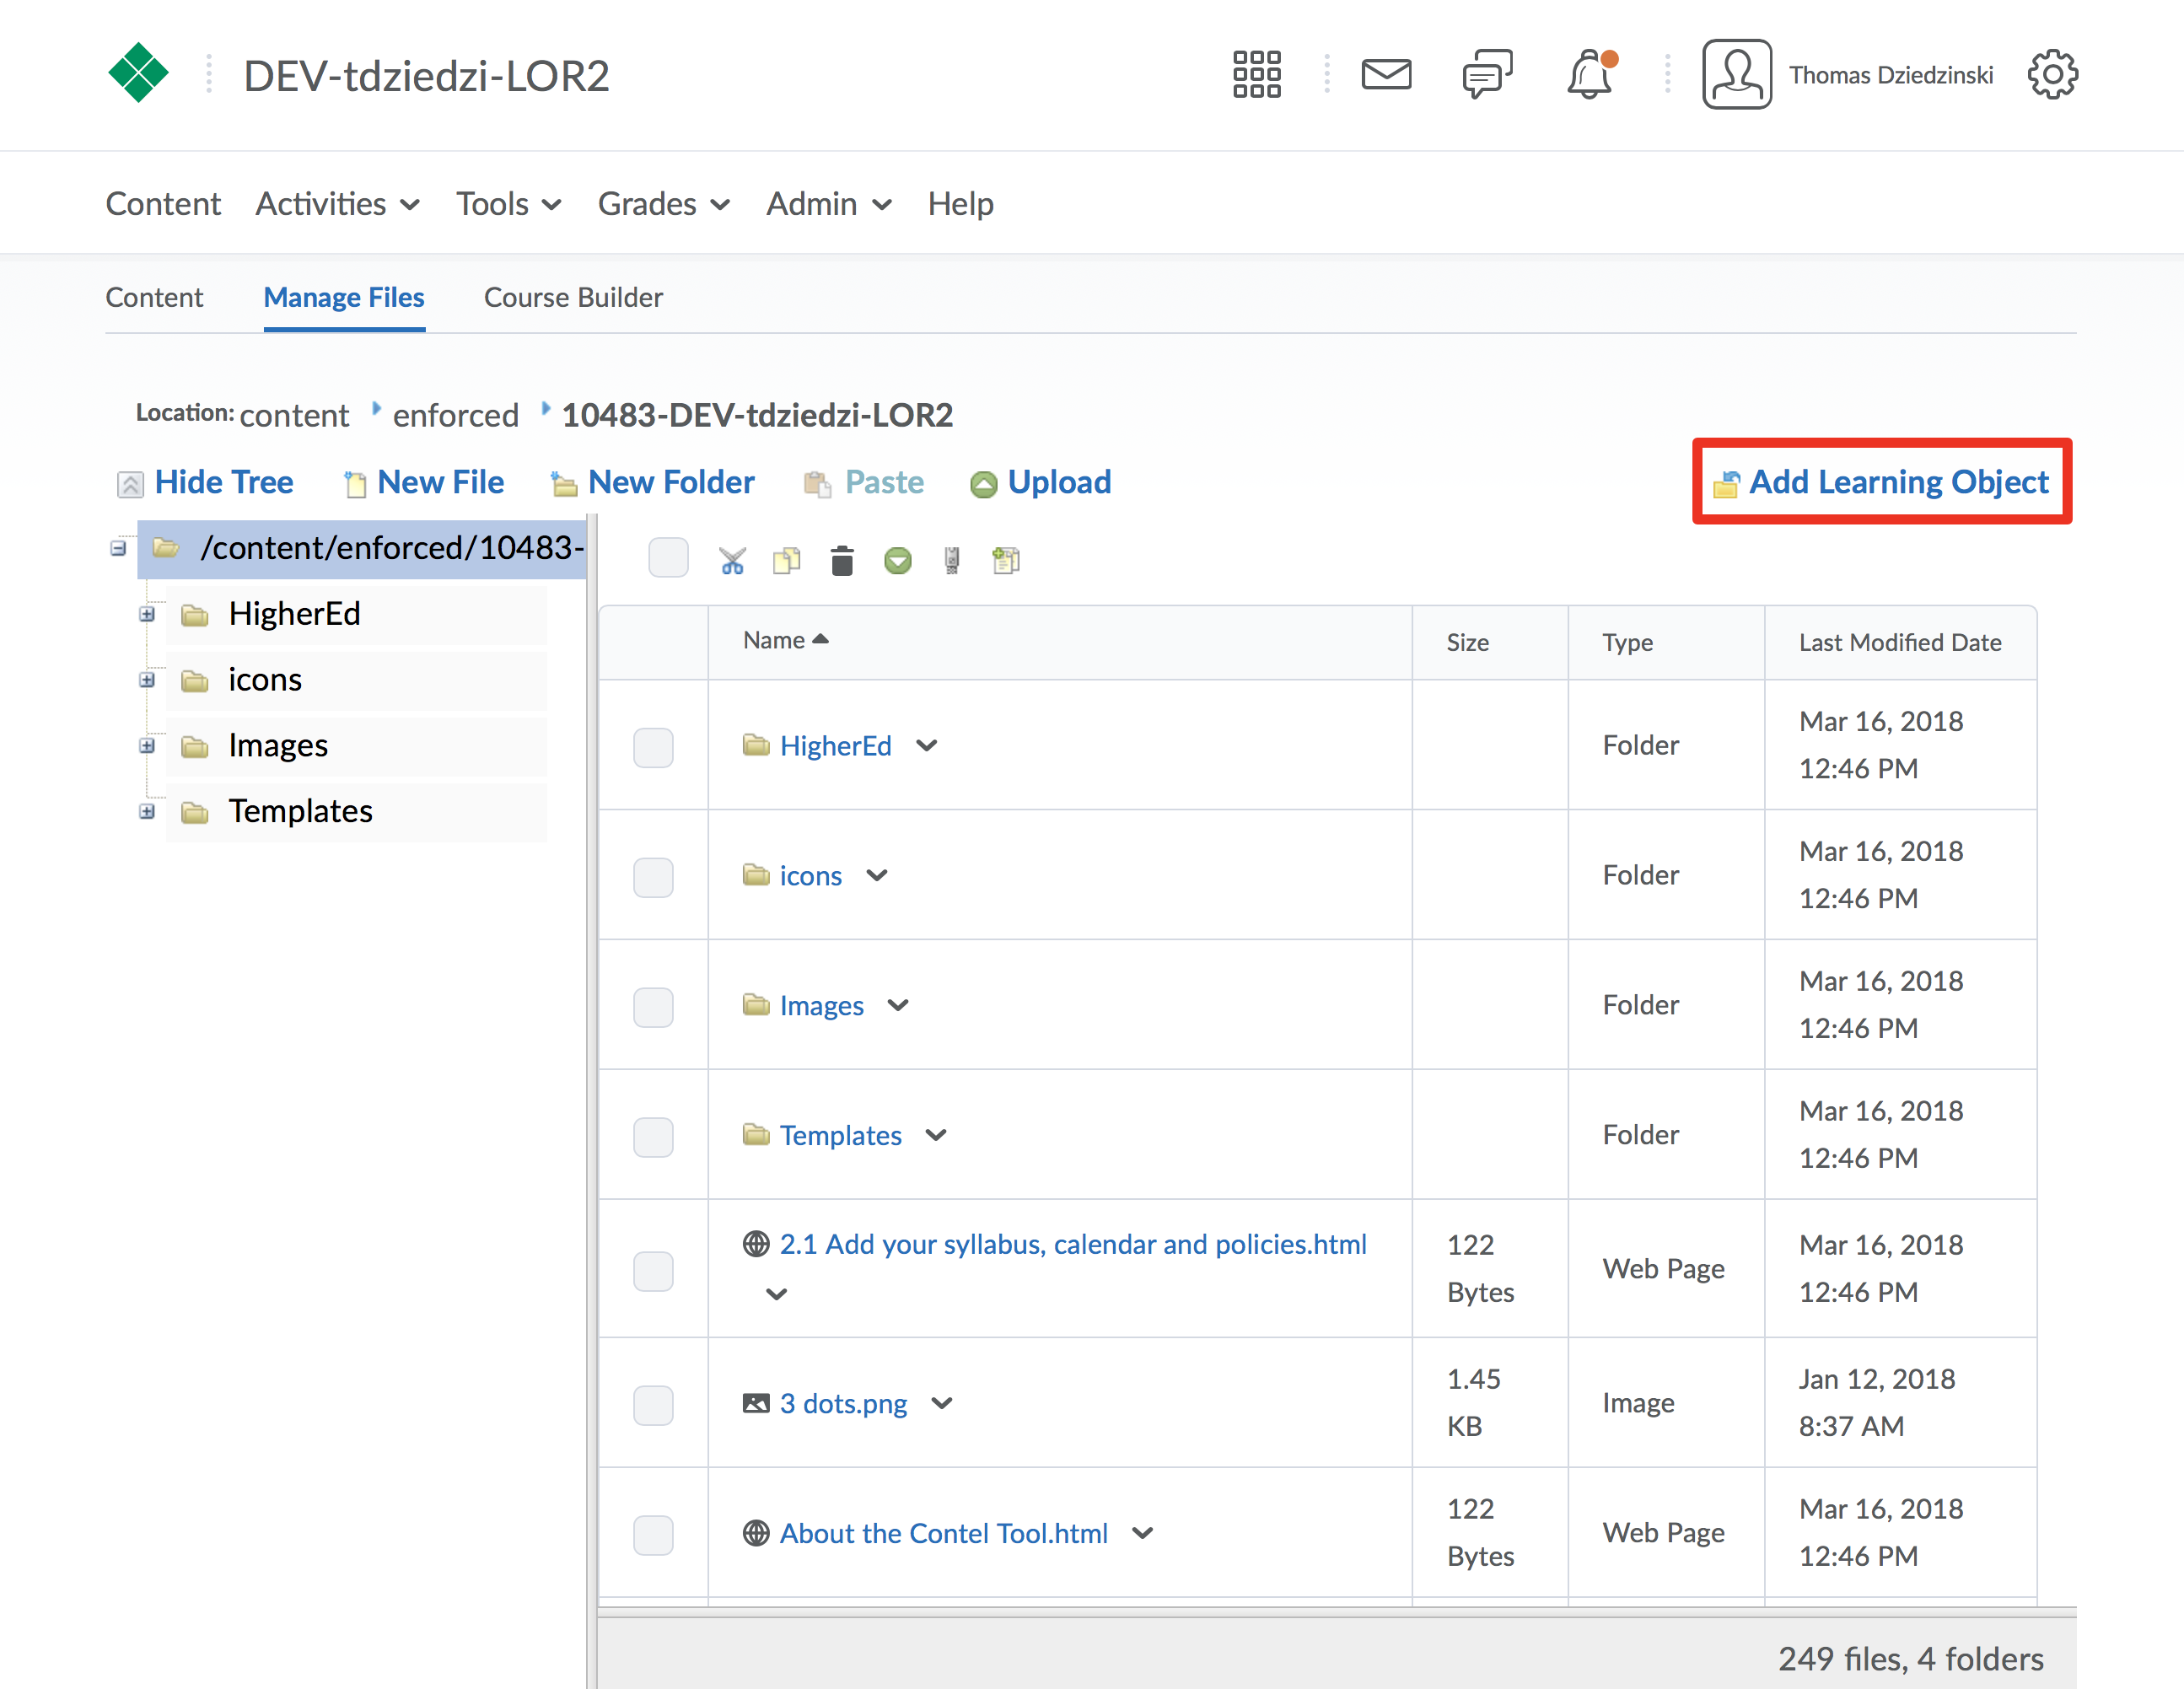 DEV-tdziedzi-LOR2
Thomas Dziedzinski
Content Activities Tools Grades Admin Help
Content Manage Files Course Builder
Location: content enforced 10483-DEV-tdziedzi-LOR2
Hide Tree New File New Folder Paste Upload Add Learning Object
/content/enforced/10483-
HigherEd
icons
Images
Templates
Name Size Type Last Modified Date
HigherEd Folder Mar 16, 2018
12:46 PM
icons Folder Mar 16, 2018
12:46 PM
Images Folder Mar 16, 2018
12:46 PM
Templates Folder Mar 16, 2018
12:46 PM
2.1 Add your syllabus, calendar and policies.html 122
Bytes Web Page Mar 16, 2018
12:46 PM
3 dots.png 1.45
KB Image Jan 12, 2018
8:37 AM
About the Contel Tool.html 122
Bytes Web Page Mar 16, 2018
12:46 PM
249 files, 4 folders